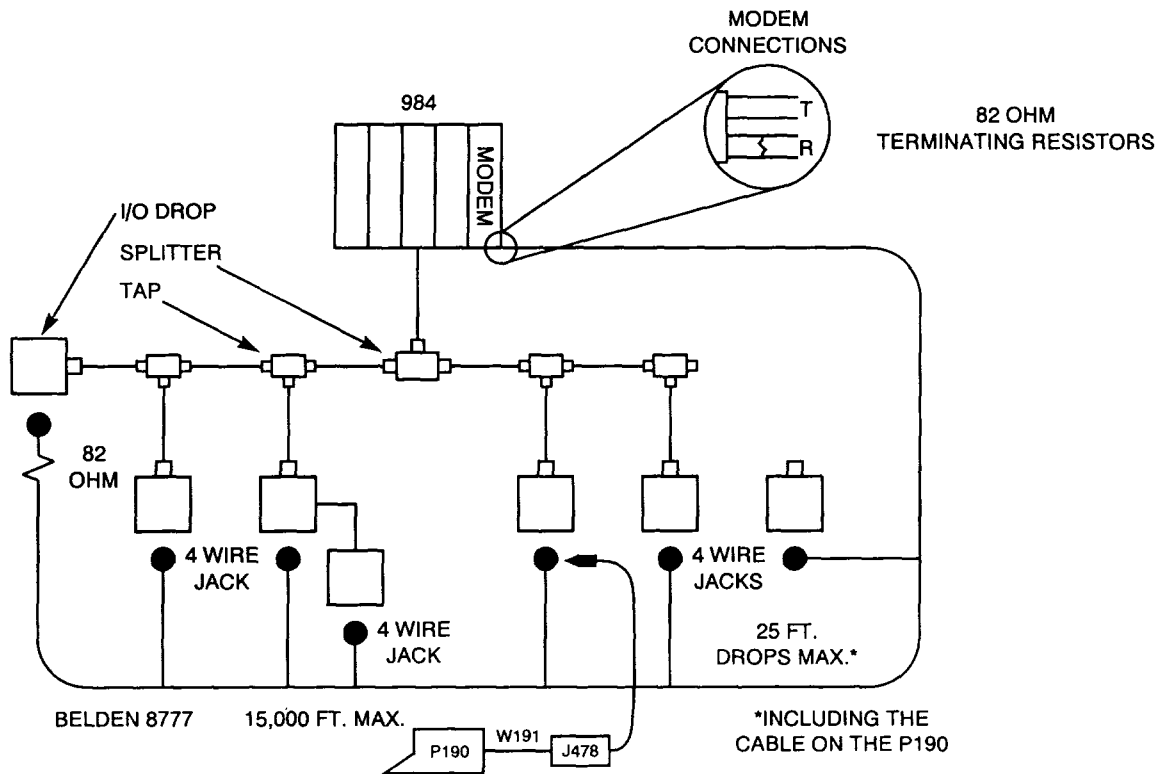 MODEM
CONNECTIONS
984
T
R
82 OHM
TERMINATING RESISTORS
MODEM
I/O DROP
SPLITTER
TAP
82
OHM
4 WIRE
JACK
4 WIRE
JACKS
4 WIRE
JACK
25 FT.
DROPS MAX.*
BELDEN 8777
15,000 FT. MAX.
*INCLUDING THE
CABLE ON THE P190
P190
W191
J478